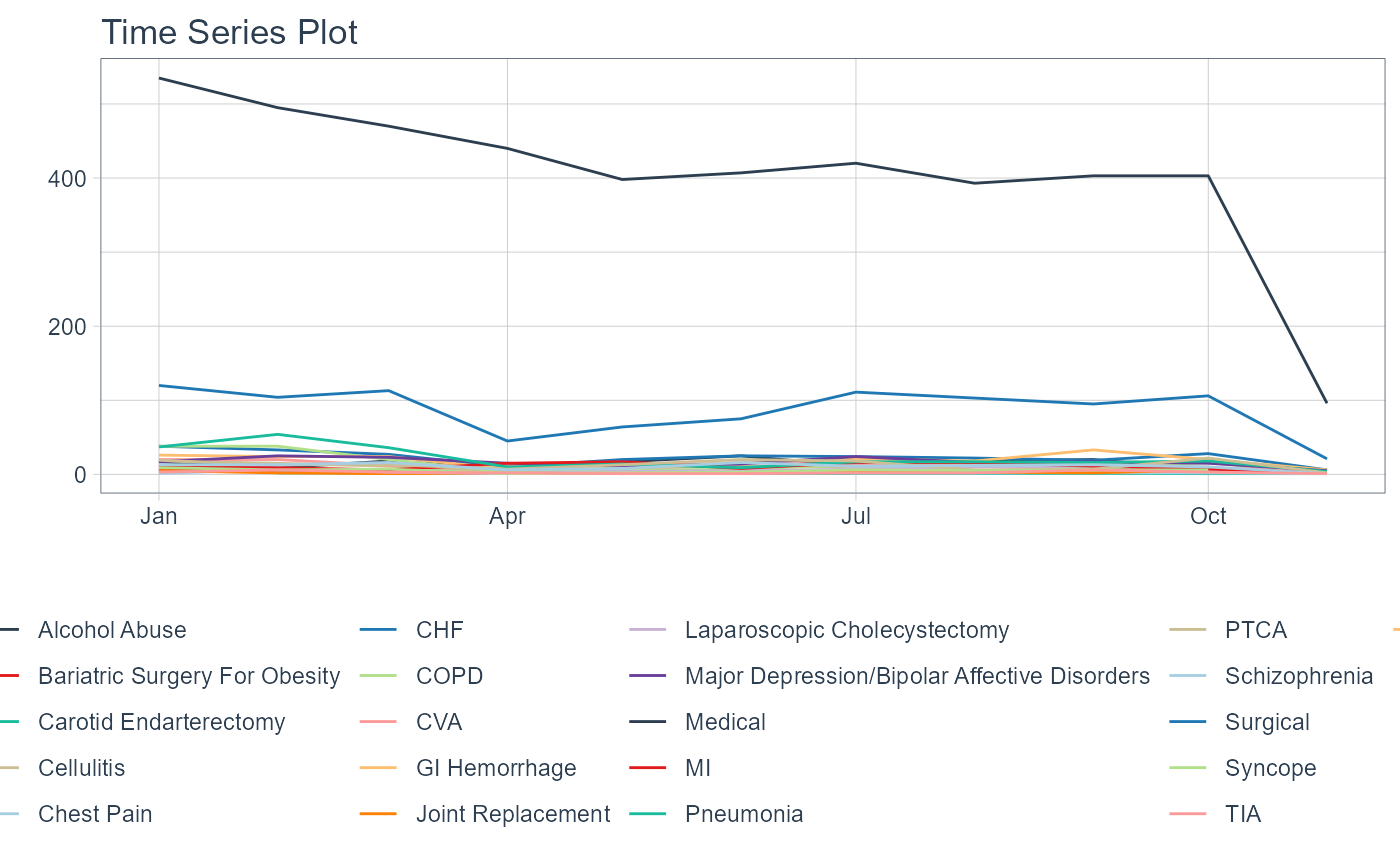 Time Series Plot
400
200
0
Jan Apr Jul Oct
Alcohol Abuse CHF Laparoscopic Cholecystectomy PTCA
Bariatric Surgery For Obesity COPD Major Depression/Bipolar Affective Disorders Schizophrenia
Carotid Endarterectomy CVA Medical Surgical
Cellulitis GI Hemorrhage MI Syncope
Chest Pain Joint Replacement Pneumonia TIA